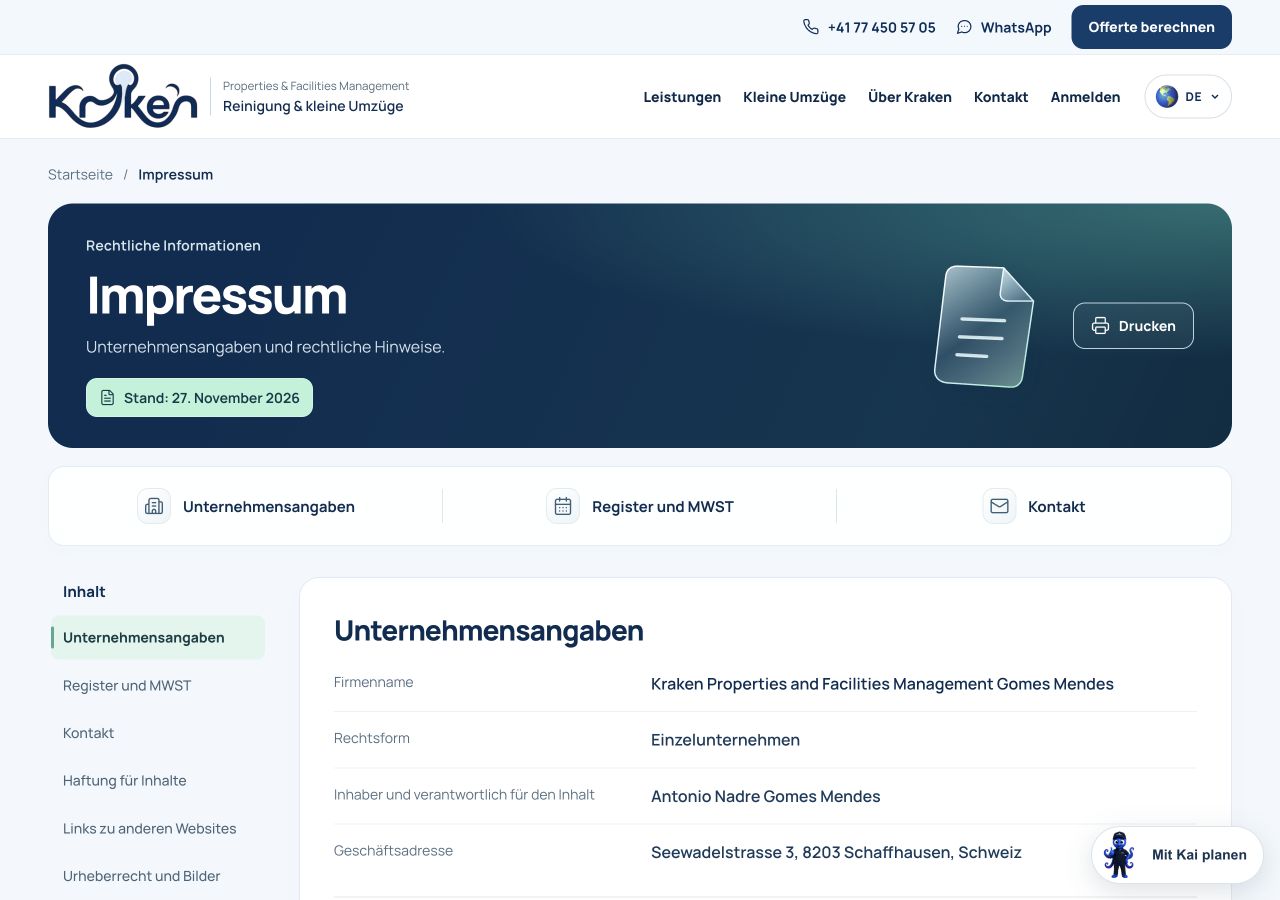 +41 77 450 57 05
WhatsApp
Offerte berechnen
Kraken
Properties & Facilities Management
Reinigung & kleine Umzüge
Leistungen
Kleine Umzüge
Über Kraken
Kontakt
Anmelden
DE
Startseite / Impressum
Rechtliche Informationen
Impressum
Unternehmensangaben und rechtliche Hinweise.
Stand: 27. November 2026
Drucken
Unternehmensangaben
Register und MWST
Kontakt
Inhalt
Unternehmensangaben
Register und MWST
Kontakt
Haftung für Inhalte
Links zu anderen Websites
Urheberrecht und Bilder
Unternehmensangaben
Firmenname
Kraken Properties and Facilities Management Gomes Mendes
Rechtsform
Einzelunternehmen
Inhaber und verantwortlich für den Inhalt
Antonio Nadre Gomes Mendes
Geschäftsadresse
Seewadelstrasse 3, 8203 Schaffhausen, Schweiz
Mit Kai planen